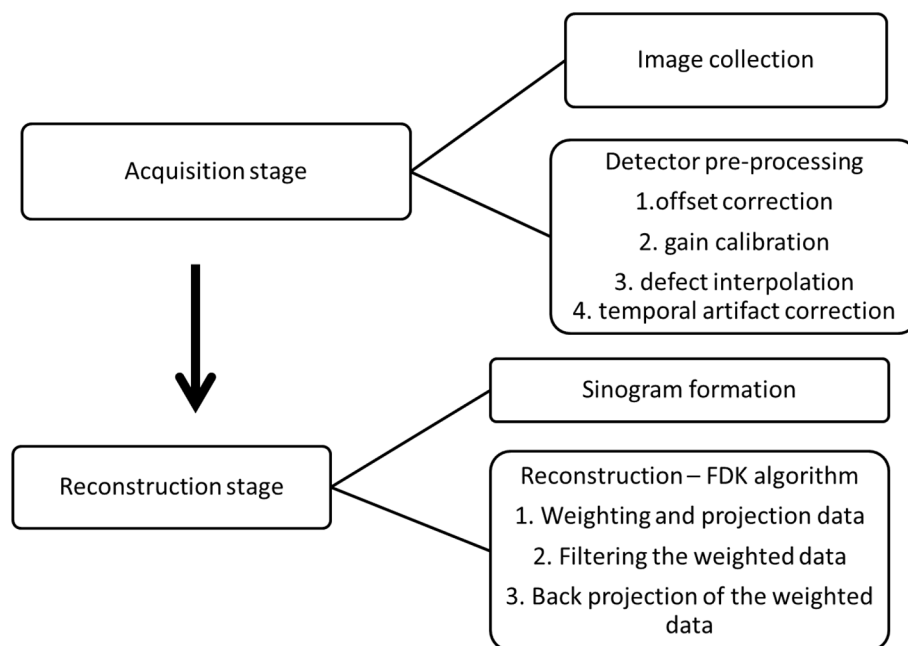 Image collection
Acquisition stage
Detector pre-processing
1.offset correction
2. gain calibration
3. defect interpolation
4. temporal artifact correction
Sinogram formation
Reconstruction stage
Reconstruction – FDK algorithm
1. Weighting and projection data
2. Filtering the weighted data
3. Back projection of the weighted
data